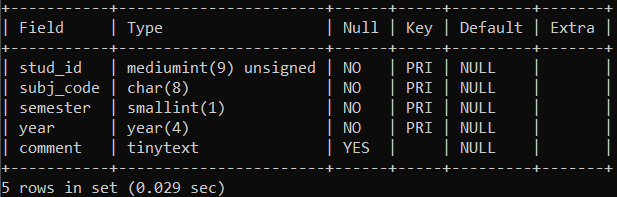 +-----------+-----------------------+------+-----+---------+-------+
| Field     | Type                  | Null | Key | Default | Extra |
+-----------+-----------------------+------+-----+---------+-------+
| stud_id   | mediumint(9) unsigned | NO   | PRI | NULL    |       |
| subj_code | char(8)               | NO   | PRI | NULL    |       |
| semester  | smallint(1)           | NO   | PRI | NULL    |       |
| year      | year(4)               | NO   | PRI | NULL    |       |
| comment   | tinytext              | YES  |     | NULL    |       |
+-----------+-----------------------+------+-----+---------+-------+
5 rows in set (0.029 sec)